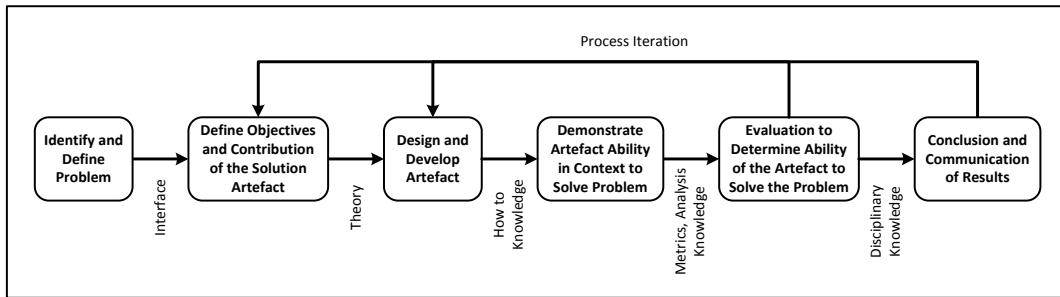 Process Iteration
Identify and
Define
Problem
Define Objectives
and Contribution
of the Solution
Artefact
Design and
Develop
Artefact
Demonstrate
Artefact Ability
in Context to
Solve Problem
Evaluation to
Determine Ability
of the Artefact to
Solve the Problem
Conclusion and
Communication
of Results
Interface
Theory
How to
Knowledge
Metrics, Analysis
Knowledge
Disciplinary
Knowledge